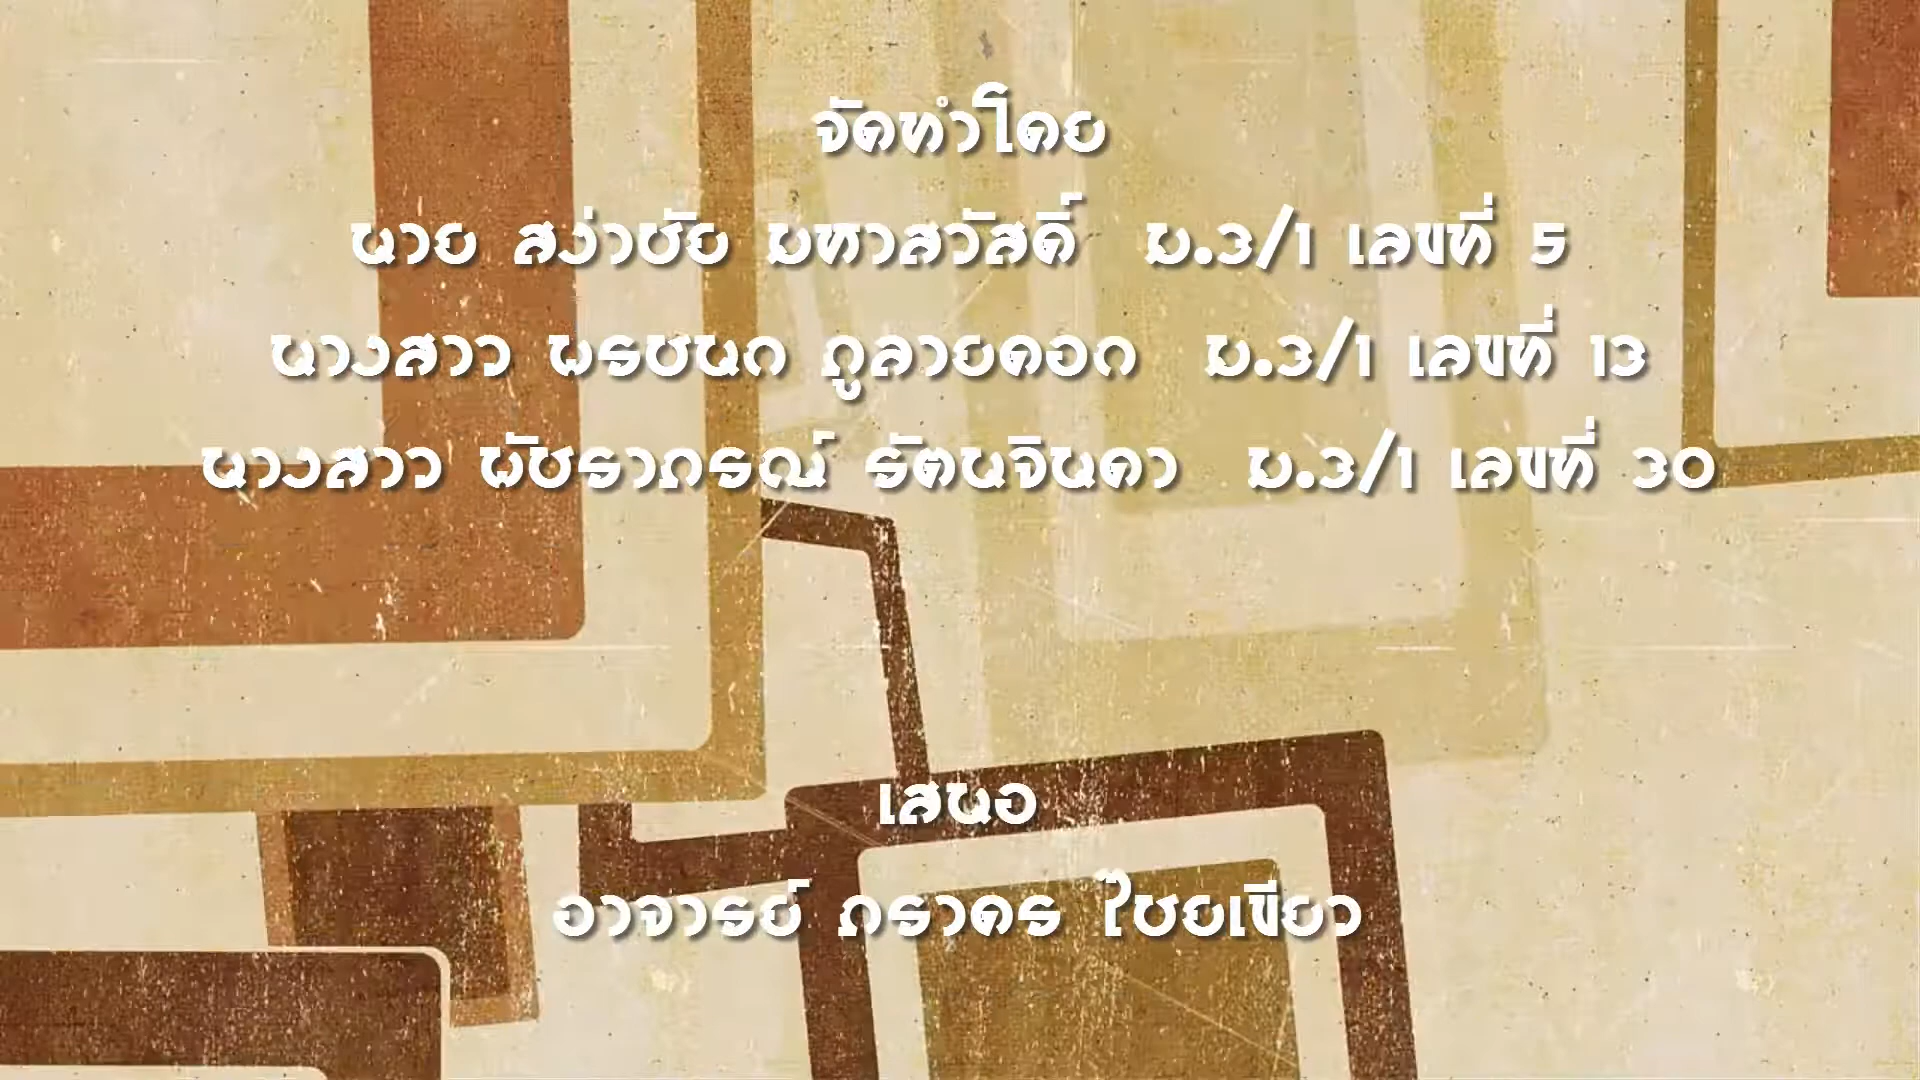 จัดทำโดย
นาย สง่าชัย มหาสวัสดิ์ ม.3/1 เลขที่ 5
นางสาว พรชนก ภูลายดอก ม.3/1 เลขที่ 13
นางสาว พัชราภรณ์ รัตนจินดา ม.3/1 เลขที่ 30
เสนอ
อาจารย์ ภราดร ไชยเขียว